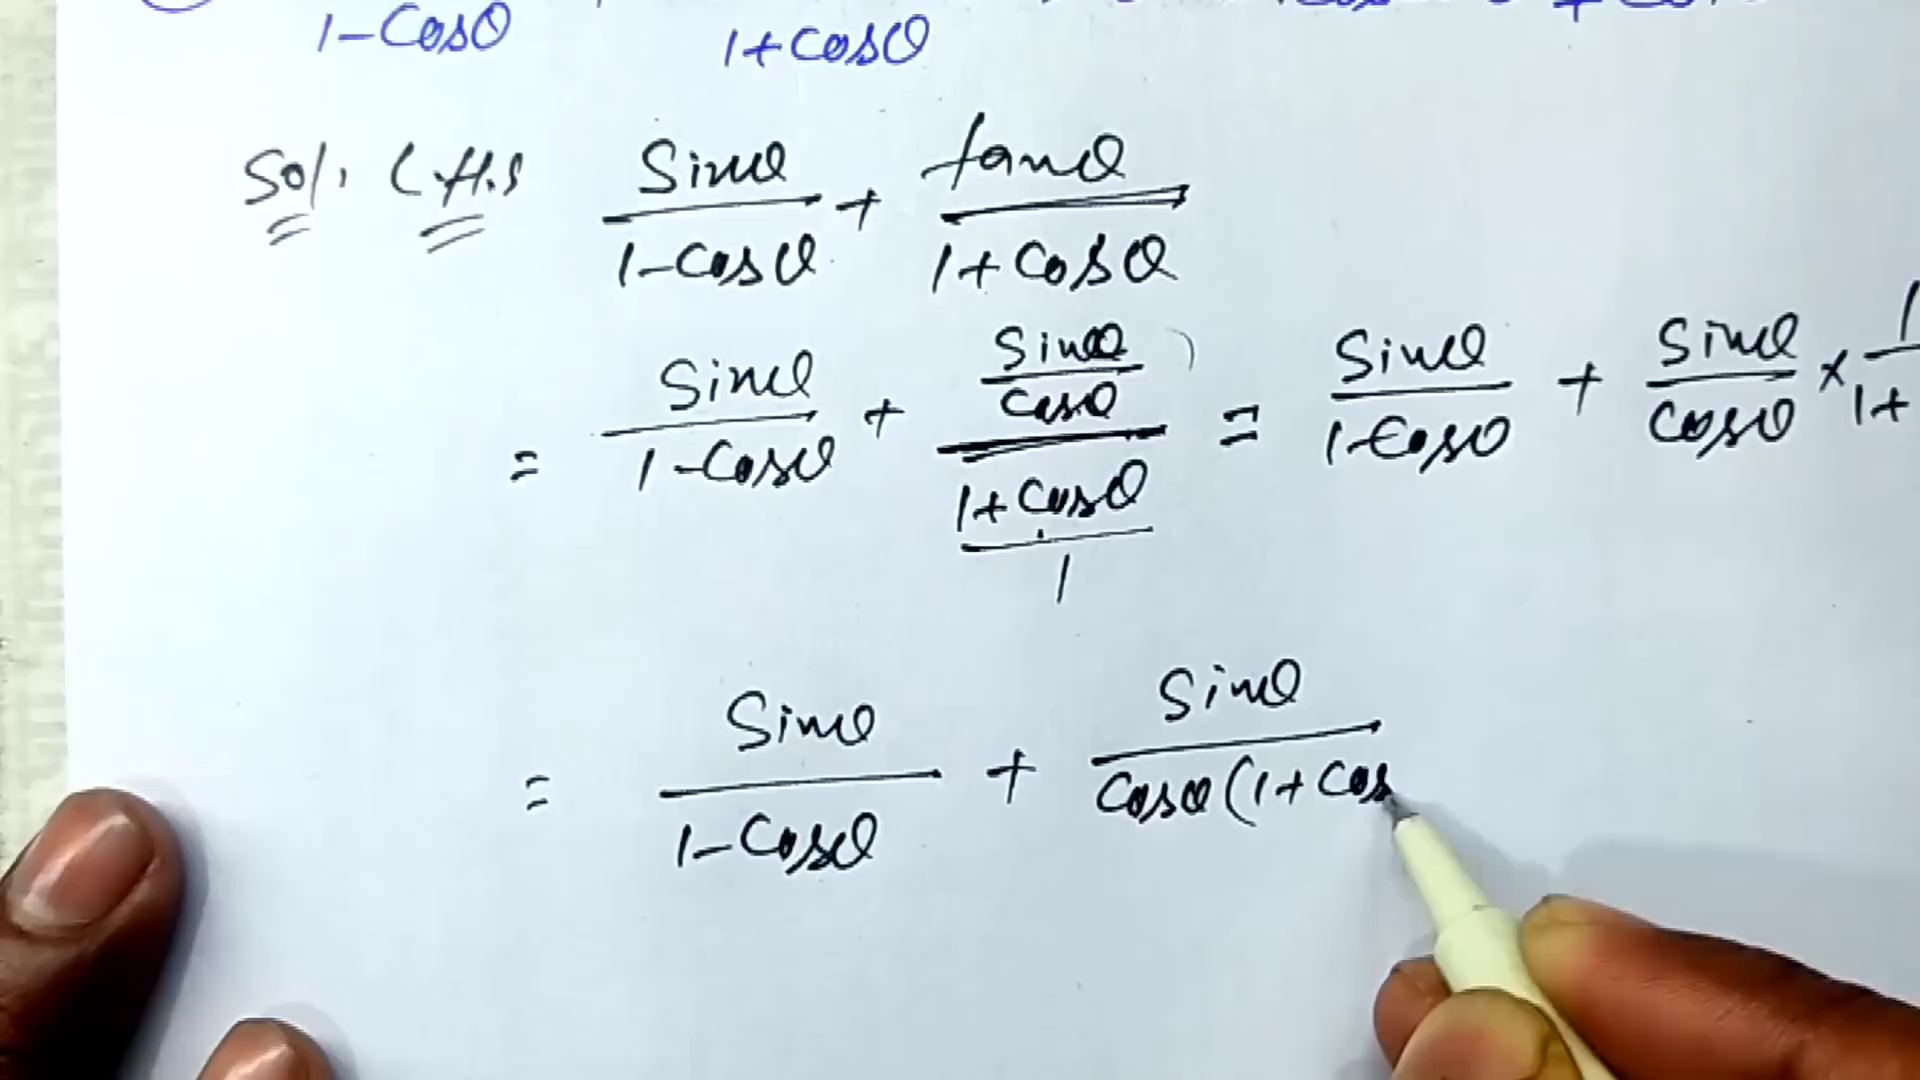 1-Cosθ 1+Cosθ
Sol. L.H.S Sinθ/1-Cosθ + tanθ/1+Cosθ
= Sinθ/1-Cosθ + Sinθ/Cosθ/1+Cosθ/1 = Sinθ/1-Cosθ + Sinθ/Cosθ × 1/1+
= Sinθ/1-Cosθ + Sinθ/Cosθ(1+Cos